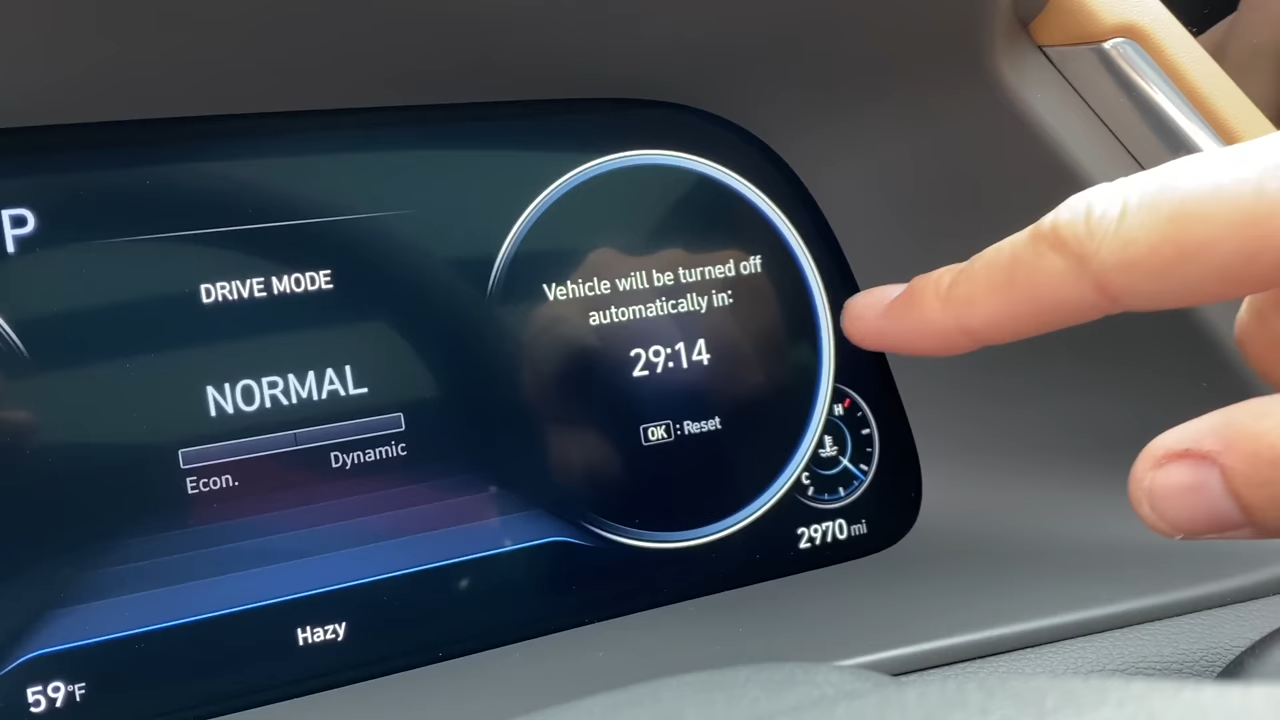 P
DRIVE MODE
NORMAL
Econ.
Dynamic
Vehicle will be turned off
automatically in:
29:14
OK : Reset
H
C
2970 mi
Hazy
59°F